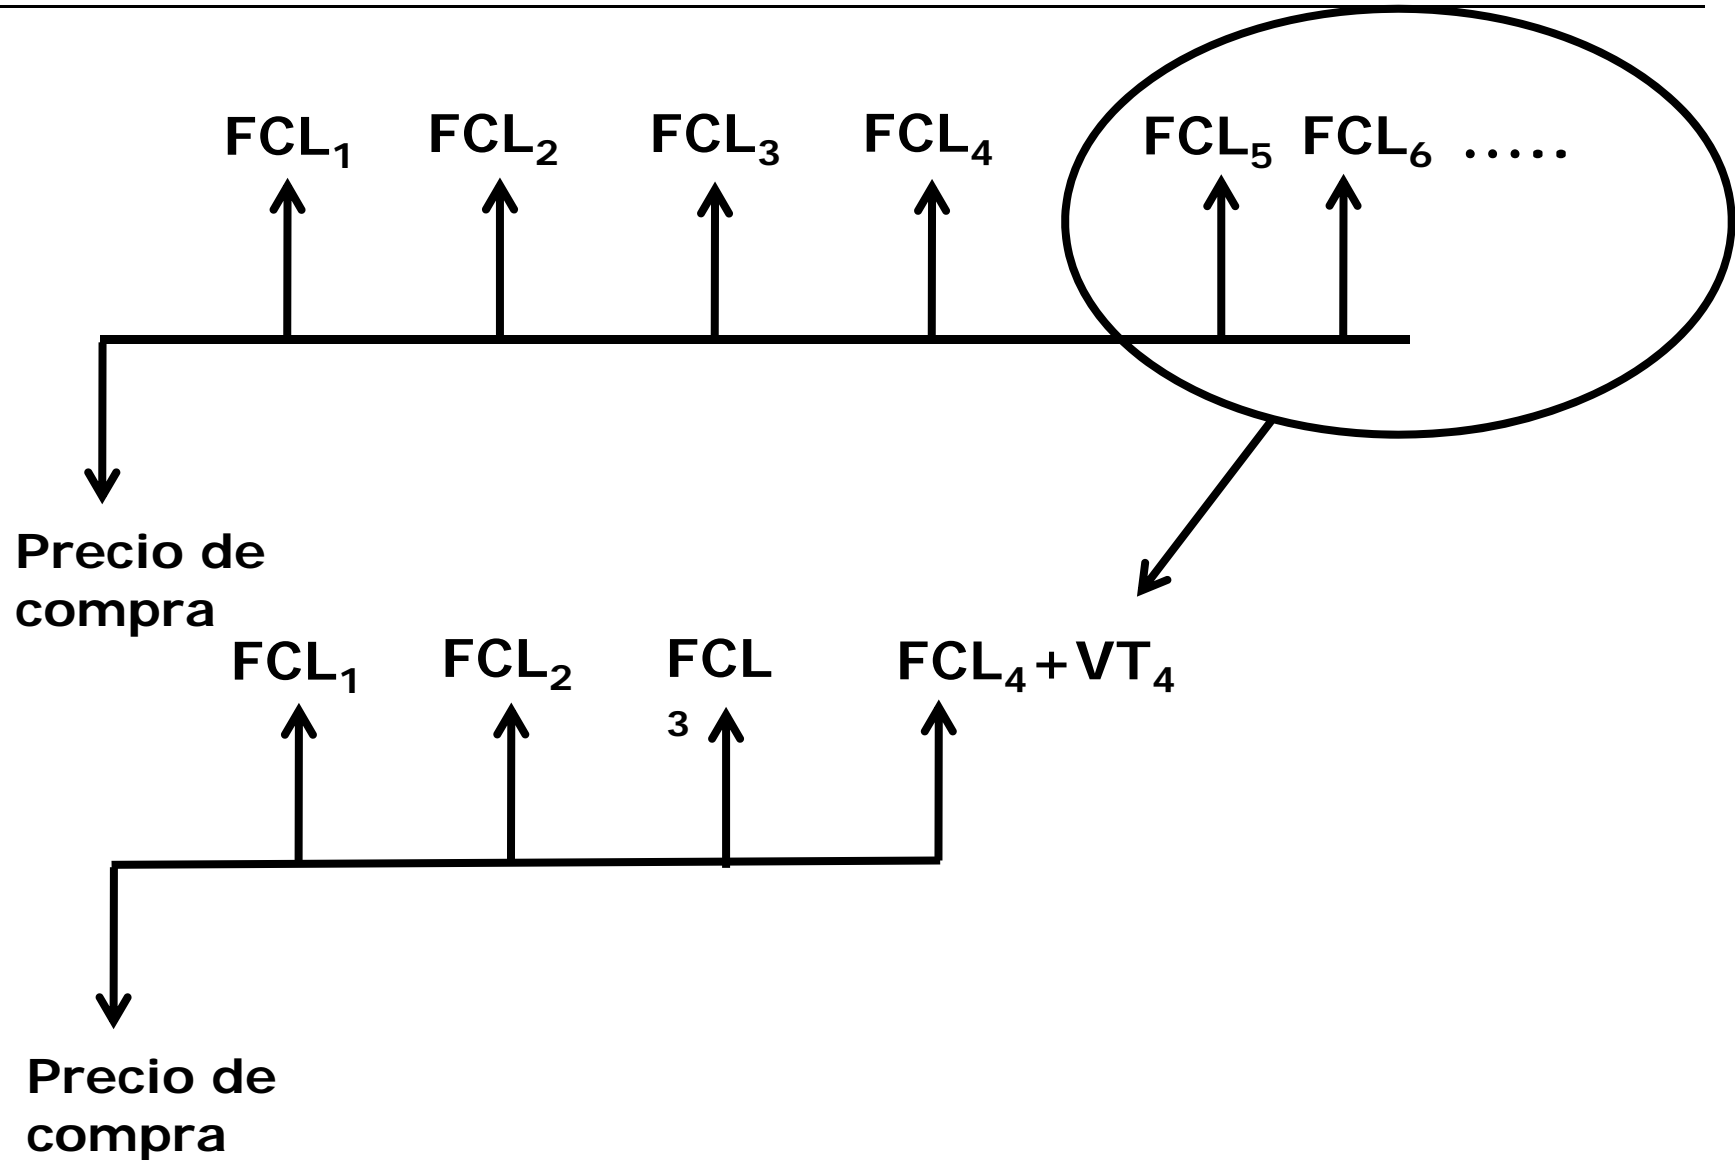 FCL₁ FCL₂ FCL₃ FCL₄ FCL₅ FCL₆ .....
Precio de
compra
FCL₁ FCL₂ FCL FCL₄+VT₄
3
Precio de
compra